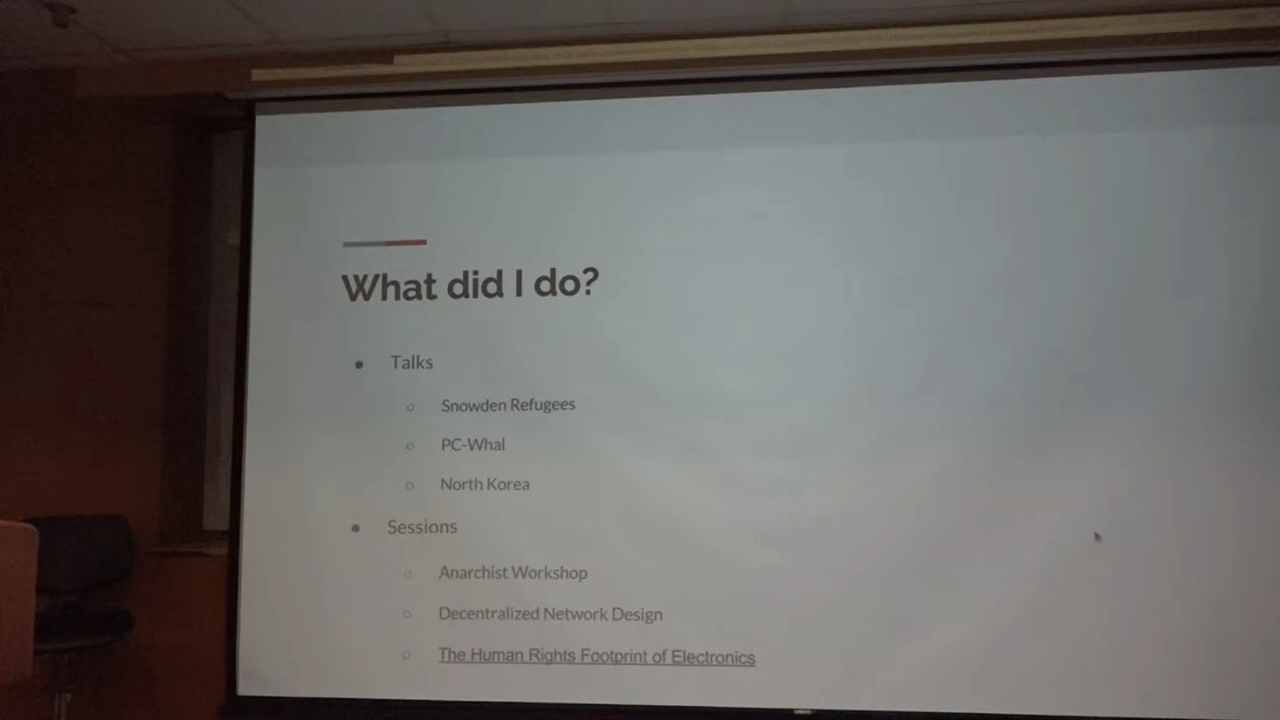 What did I do?
Talks
Snowden Refugees
PC-Whal
North Korea
Sessions
Anarchist Workshop
Decentralized Network Design
The Human Rights Footprint of Electronics